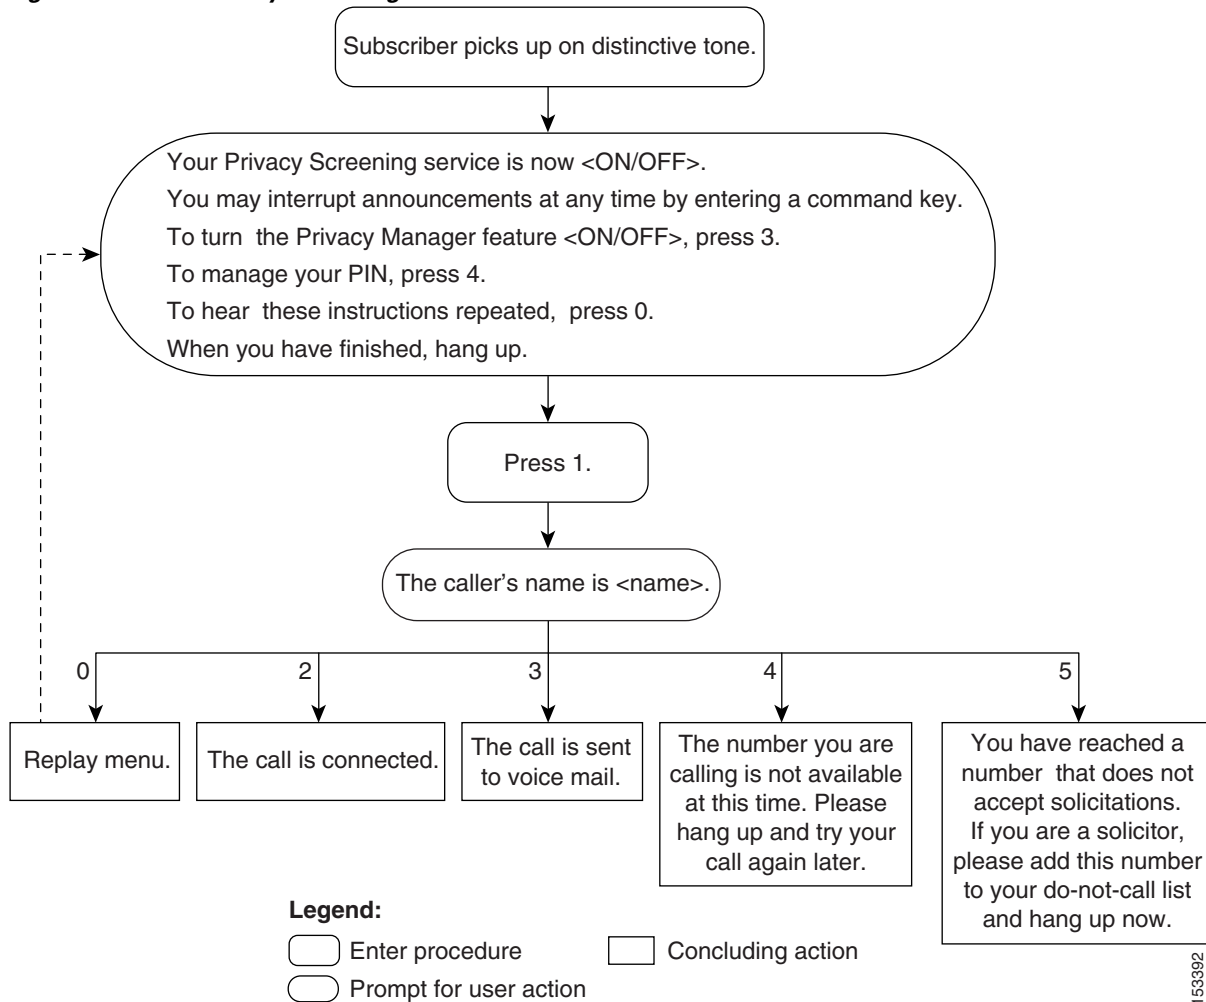 Subscriber picks up on distinctive tone.
Your Privacy Screening service is now <ON/OFF>.
You may interrupt announcements at any time by entering a command key.
To turn the Privacy Manager feature <ON/OFF>, press 3.
To manage your PIN, press 4.
To hear these instructions repeated, press 0.
When you have finished, hang up.
Press 1.
The caller's name is <name>.
0
2
3
4
5
Replay menu.
The call is connected.
The call is sent
to voice mail.
The number you are
calling is not available
at this time. Please
hang up and try your
call again later.
You have reached a
number that does not
accept solicitations.
If you are a solicitor,
please add this number
to your do-not-call list
and hang up now.
Legend:
Enter procedure
Concluding action
Prompt for user action
153392